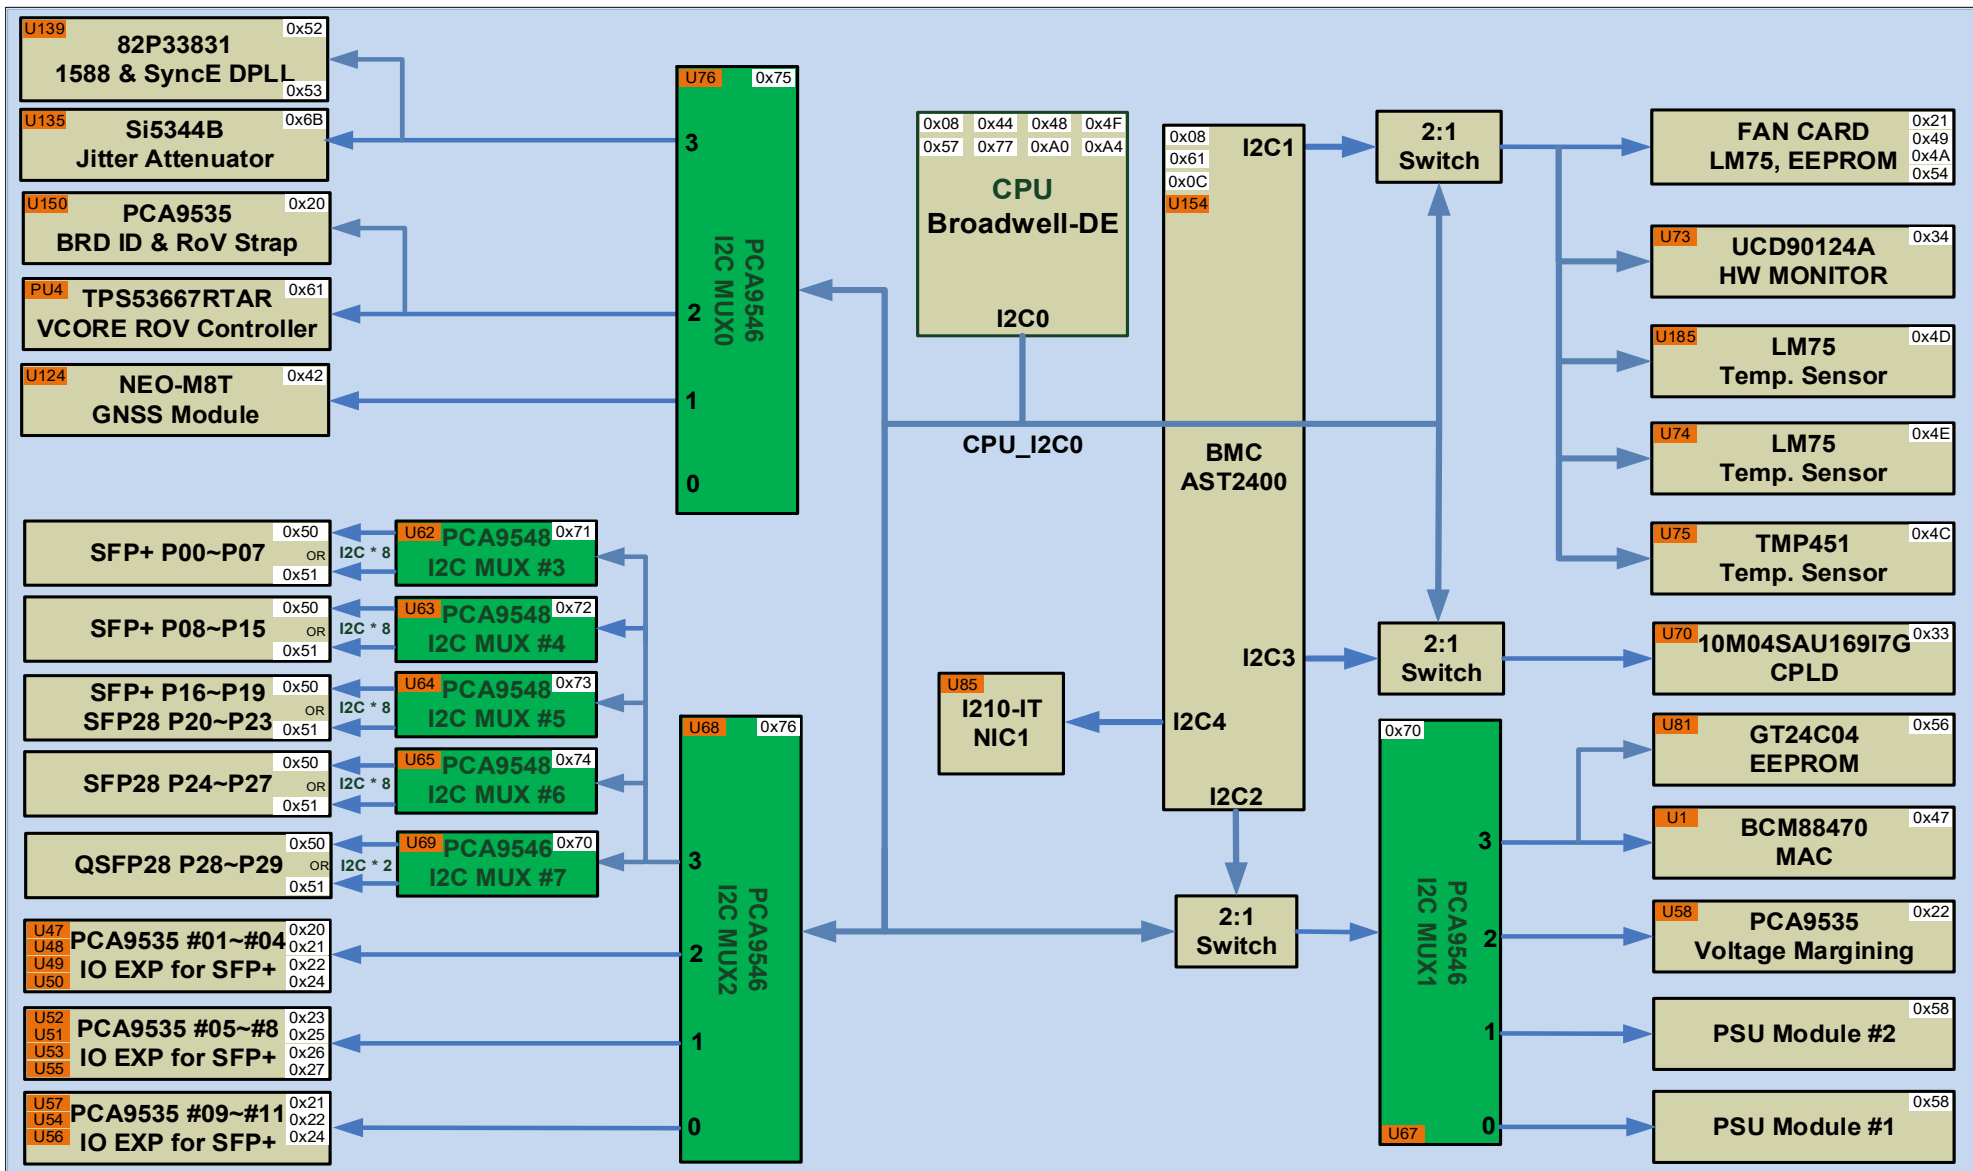 U139 0x52
82P33831
1588 & SyncE DPLL
0x53
U135 0x6B
Si5344B
Jitter Attenuator
U150 0x20
PCA9535
BRD ID & RoV Strap
PU4 0x61
TPS53667RTAR
VCORE ROV Controller
U124 0x42
NEO-M8T
GNSS Module
U76 0x75
3
2
1
0
PCA9546
I2C MUX0
0x08 0x44 0x48 0x4F
0x57 0x77 0xA0 0xA4
CPU
Broadwell-DE
I2C0
CPU_I2C0
0x08
0x61
0x0C
U154
I2C1
BMC
AST2400
I2C3
I2C4
I2C2
2:1
Switch
FAN CARD
LM75, EEPROM
0x21
0x49
0x4A
0x54
U73 0x34
UCD90124A
HW MONITOR
U185 0x4D
LM75
Temp. Sensor
U74 0x4E
LM75
Temp. Sensor
U75 0x4C
TMP451
Temp. Sensor
2:1
Switch
U70 0x33
10M04SAU169I7G
CPLD
SFP+ P00~P07
0x50
OR
0x51
I2C * 8
U62 0x71
PCA9548
I2C MUX #3
SFP+ P08~P15
0x50
OR
0x51
I2C * 8
U63 0x72
PCA9548
I2C MUX #4
SFP+ P16~P19
SFP28 P20~P23
0x50
OR
0x51
I2C * 8
U64 0x73
PCA9548
I2C MUX #5
SFP28 P24~P27
0x50
OR
0x51
I2C * 8
U65 0x74
PCA9548
I2C MUX #6
QSFP28 P28~P29
0x50
OR
0x51
I2C * 2
U69 0x70
PCA9546
I2C MUX #7
U47
U48
U49
U50
PCA9535 #01~#04
IO EXP for SFP+
0x20
0x21
0x22
0x24
U52
U51
U53
U55
PCA9535 #05~#8
IO EXP for SFP+
0x23
0x25
0x26
0x27
U57
U54
U56
PCA9535 #09~#11
IO EXP for SFP+
0x21
0x22
0x24
U68 0x76
3
2
1
0
PCA9546
I2C MUX2
U85
I210-IT
NIC1
2:1
Switch
0x70
3
2
1
0
PCA9546
I2C MUX1
U67
U81 0x56
GT24C04
EEPROM
U1 0x47
BCM88470
MAC
U58 0x22
PCA9535
Voltage Margining
0x58
PSU Module #2
0x58
PSU Module #1